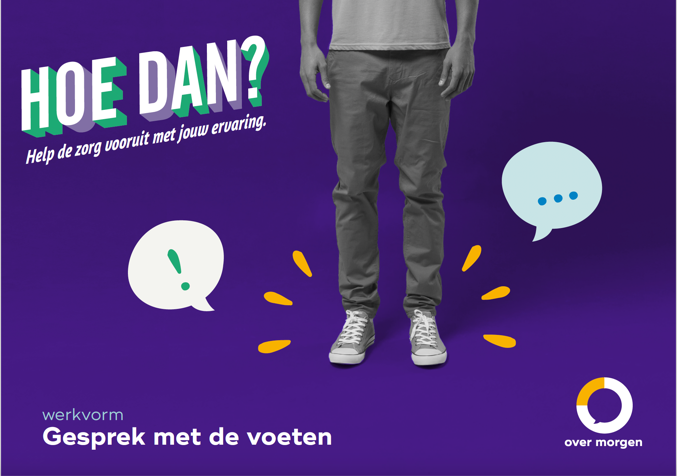 HOE DAN?
Help de zorg vooruit met jouw ervaring.
!
werkvorm
Gesprek met de voeten
over morgen